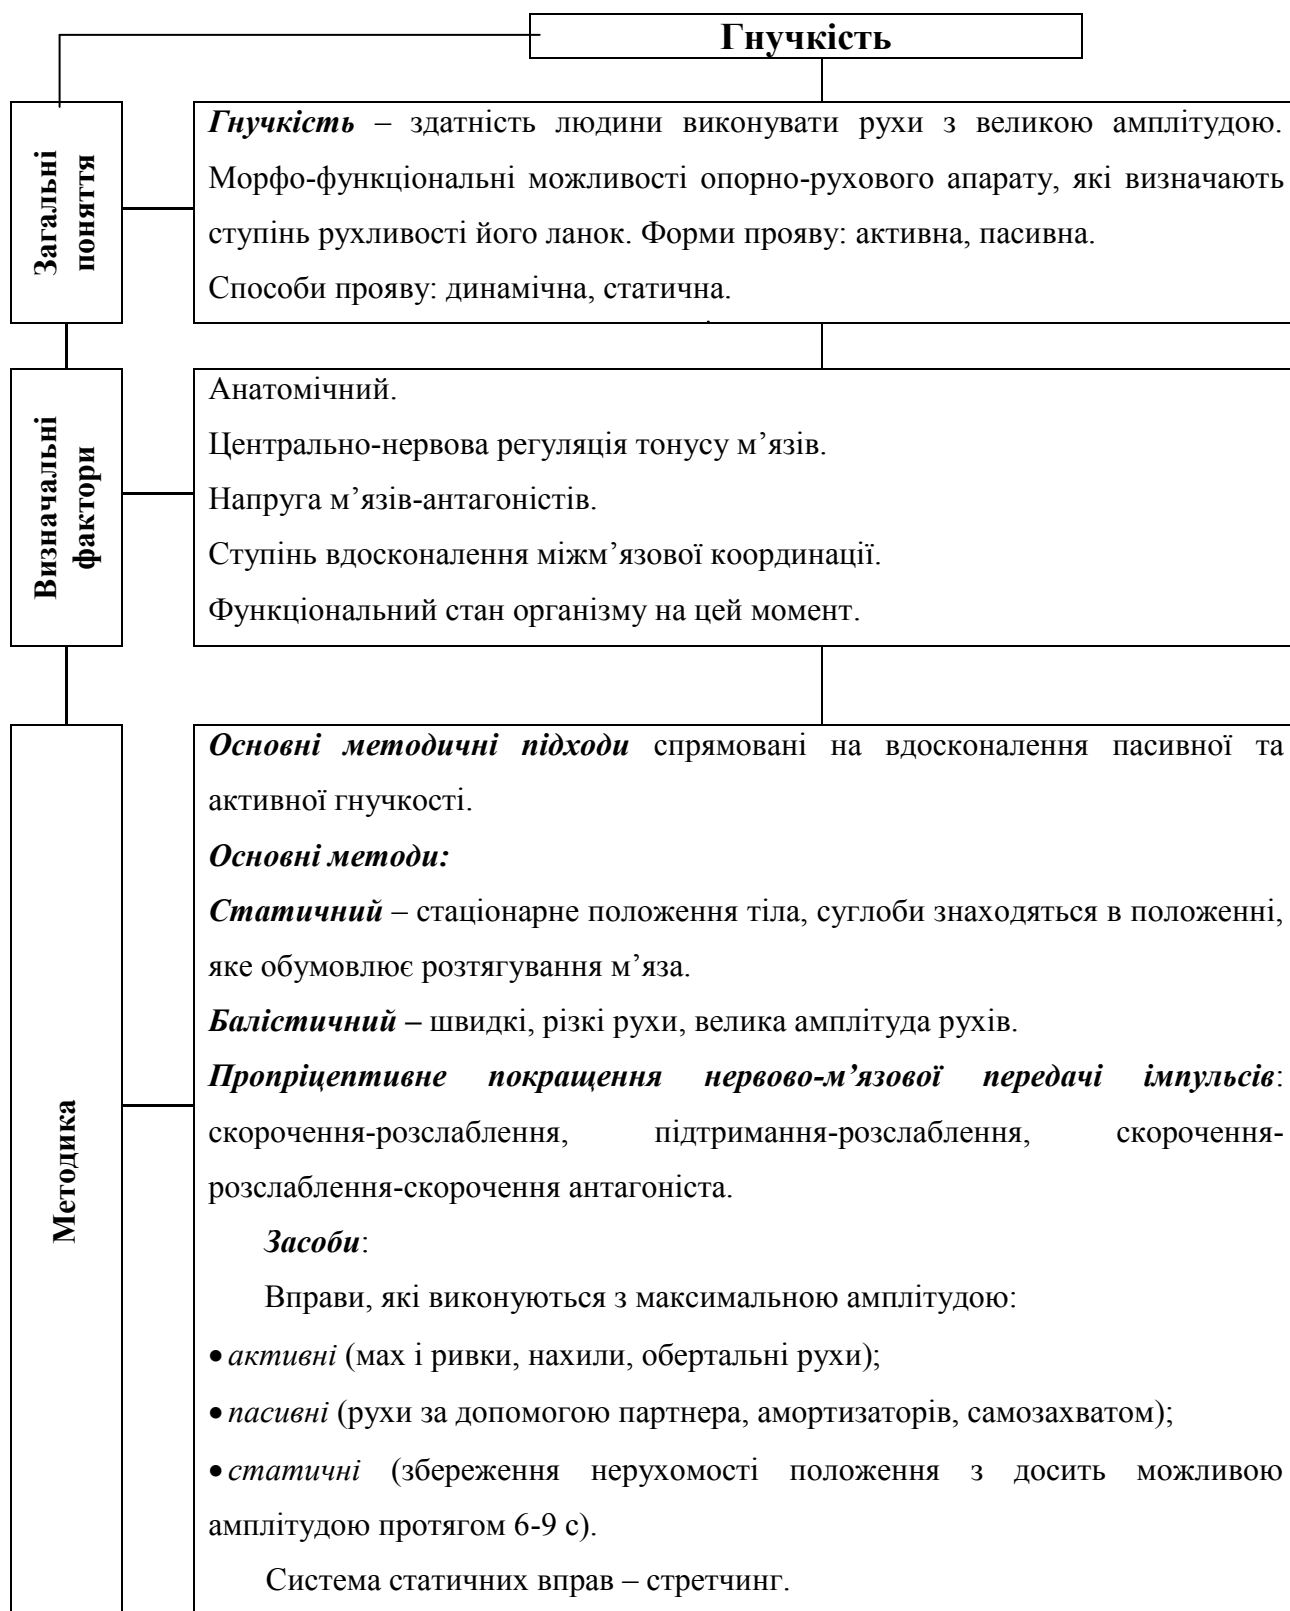 Гнучкість
Загальні
поняття
Гнучкість – здатність людини виконувати рухи з великою амплітудою.
Морфо-функціональні можливості опорно-рухового апарату, які визначають
ступінь рухливості його ланок. Форми прояву: активна, пасивна.
Способи прояву: динамічна, статична.
Визначальні
фактори
Анатомічний.
Центрально-нервова регуляція тонусу м’язів.
Напруга м’язів-антагоністів.
Ступінь вдосконалення міжм’язової координації.
Функціональний стан організму на цей момент.
Методика
Основні методичні підходи спрямовані на вдосконалення пасивної та
активної гнучкості.
Основні методи:
Статичний – стаціонарне положення тіла, суглоби знаходяться в положенні,
яке обумовлює розтягування м’яза.
Балістичний – швидкі, різкі рухи, велика амплітуда рухів.
Пропріцептивне покращення нервово-м’язової передачі імпульсів:
скорочення-розслаблення, підтримання-розслаблення, скорочення-
розслаблення-скорочення антагоніста.
Засоби:
Вправи, які виконуються з максимальною амплітудою:
• активні (мах і ривки, нахили, обертальні рухи);
• пасивні (рухи за допомогою партнера, амортизаторів, самозахватом);
• статичні (збереження нерухомості положення з досить можливою
амплітудою протягом 6-9 с).
Система статичних вправ – стретчинг.